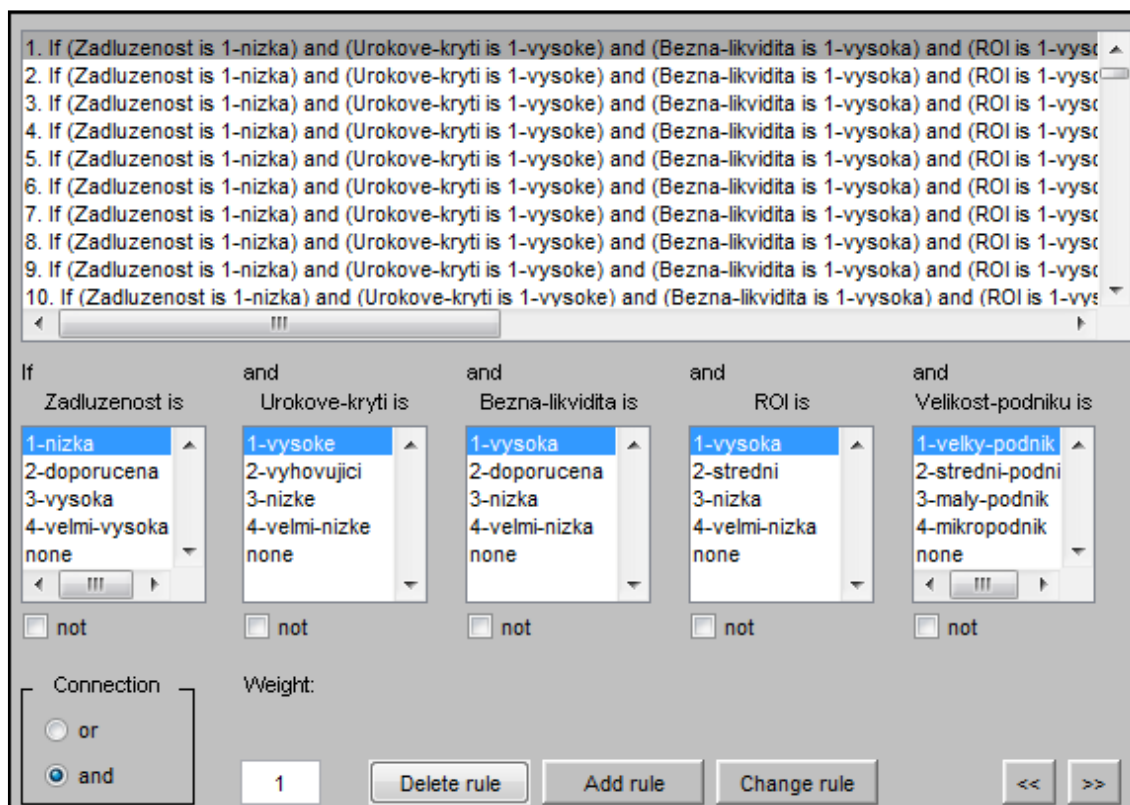 1. If (Zadluzenost is 1-nizka) and (Urokove-kryti is 1-vysoke) and (Bezna-likvidita is 1-vysoka) and (ROI is 1-vyso
2. If (Zadluzenost is 1-nizka) and (Urokove-kryti is 1-vysoke) and (Bezna-likvidita is 1-vysoka) and (ROI is 1-vyso
3. If (Zadluzenost is 1-nizka) and (Urokove-kryti is 1-vysoke) and (Bezna-likvidita is 1-vysoka) and (ROI is 1-vyso
4. If (Zadluzenost is 1-nizka) and (Urokove-kryti is 1-vysoke) and (Bezna-likvidita is 1-vysoka) and (ROI is 1-vyso
5. If (Zadluzenost is 1-nizka) and (Urokove-kryti is 1-vysoke) and (Bezna-likvidita is 1-vysoka) and (ROI is 1-vyso
6. If (Zadluzenost is 1-nizka) and (Urokove-kryti is 1-vysoke) and (Bezna-likvidita is 1-vysoka) and (ROI is 1-vyso
7. If (Zadluzenost is 1-nizka) and (Urokove-kryti is 1-vysoke) and (Bezna-likvidita is 1-vysoka) and (ROI is 1-vyso
8. If (Zadluzenost is 1-nizka) and (Urokove-kryti is 1-vysoke) and (Bezna-likvidita is 1-vysoka) and (ROI is 1-vyso
9. If (Zadluzenost is 1-nizka) and (Urokove-kryti is 1-vysoke) and (Bezna-likvidita is 1-vysoka) and (ROI is 1-vyso
10. If (Zadluzenost is 1-nizka) and (Urokove-kryti is 1-vysoke) and (Bezna-likvidita is 1-vysoka) and (ROI is 1-vys
If and and and and
Zadluzenost is Urokove-kryti is Bezna-likvidita is ROI is Velikost-podniku is
1-nizka 1-vysoke 1-vysoka 1-vysoka 1-velky-podnik
2-doporucena 2-vyhovujici 2-doporucena 2-stredni 2-stredni-podni
3-vysoka 3-nizke 3-nizka 3-nizka 3-maly-podnik
4-velmi-vysoka 4-velmi-nizke 4-velmi-nizka 4-velmi-nizka 4-mikropodnik
none none none none none
not not not not not
Connection Weight:
or
and 1 Delete rule Add rule Change rule << >>